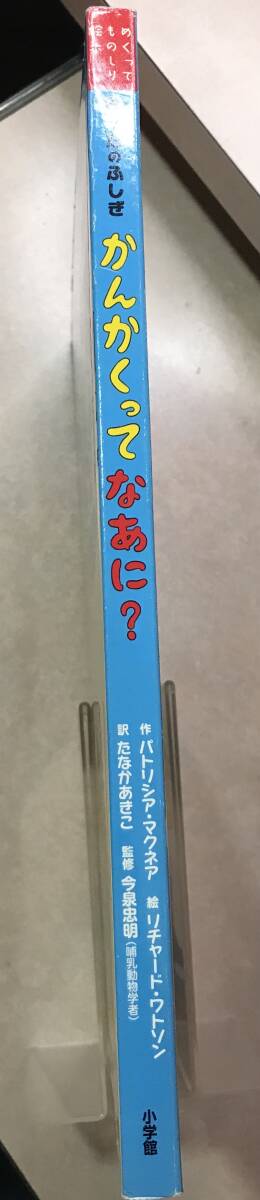 めくって
ものしり
絵本
のふしぎ
かんかくって なあに?
作 パトリシア・マクネア 絵 リチャード・ワトソン
訳 たなかあきこ 監修 今泉忠明(哺乳動物学者)
小学館